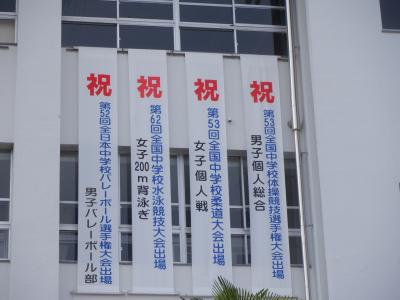 祝
第53回全国中学校体操競技選手権大会出場
男子個人総合
祝
第53回全国中学校柔道大会出場
女子個人戦
祝
第62回全国中学校水泳競技大会出場
女子200m背泳ぎ
祝
第52回全日本中学校バレーボール選手権大会出場
男子バレーボール部